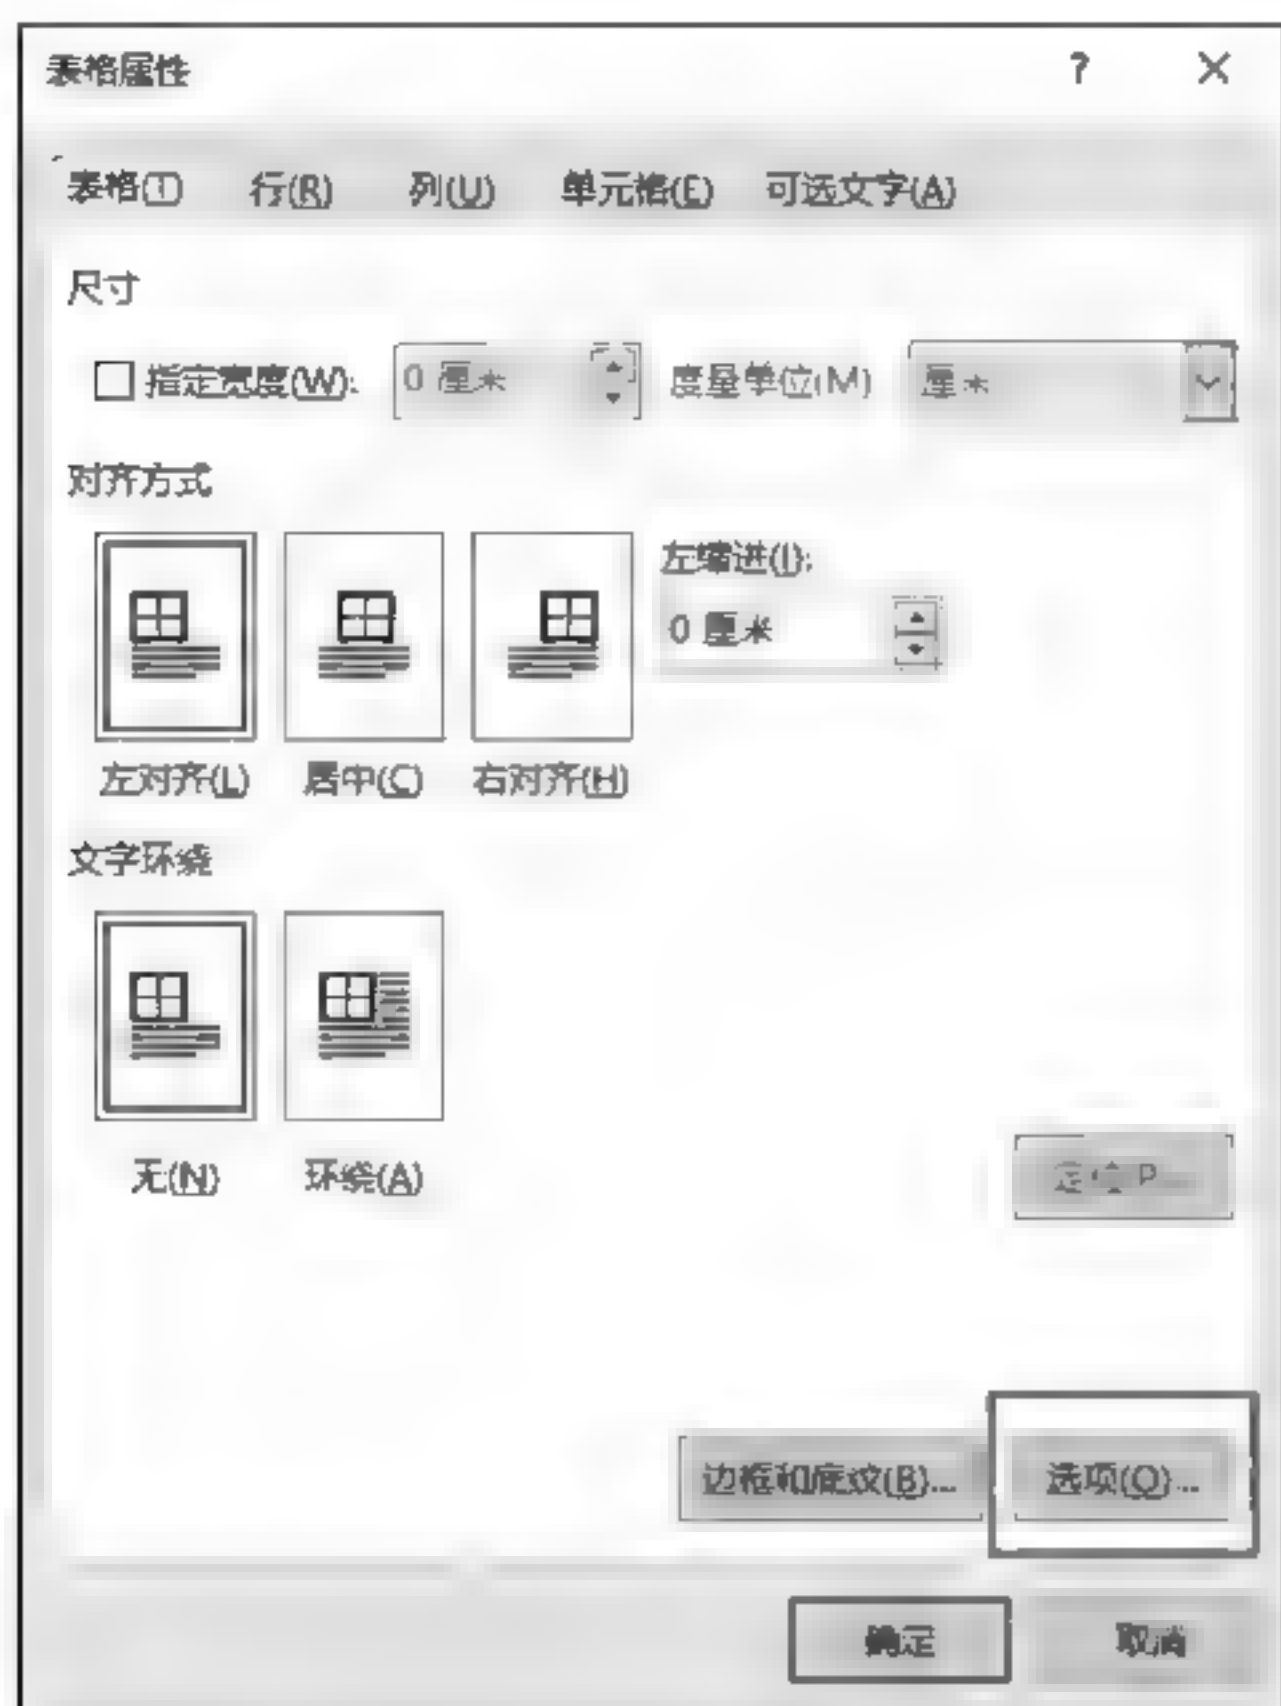 表格属性 ? ×
表格(T) 行(R) 列(U) 单元格(E) 可选文字(A)
尺寸
指定宽度(W): 0 厘米 度量单位(M) 厘米
对齐方式
左缩进(I):
0 厘米
左对齐(L) 居中(C) 右对齐(H)
文字环绕
无(N) 环绕(A)
定位 P...
边框和底纹(B)... 选项(O)...
确定 取消